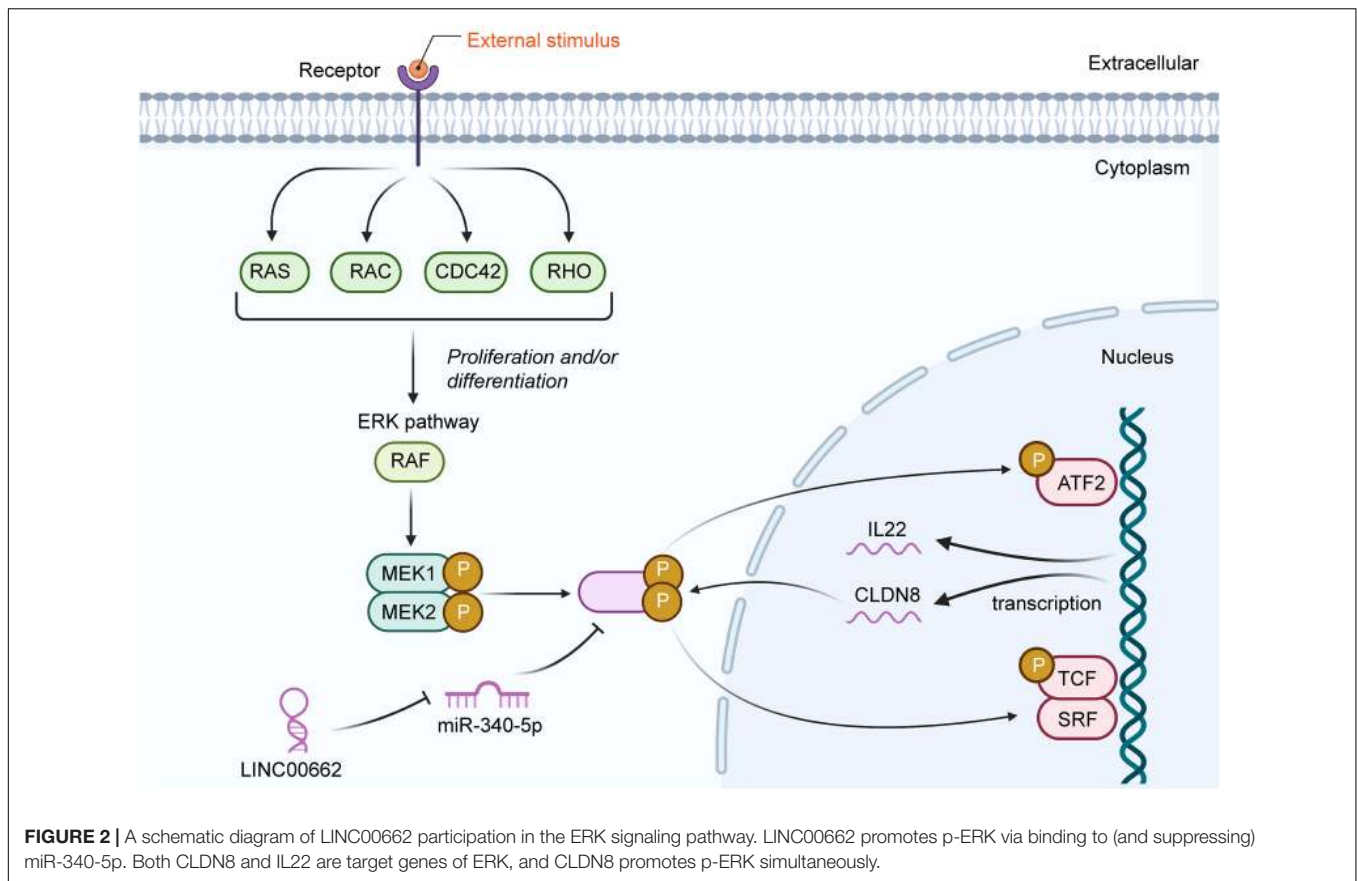 External stimulus
Receptor
Extracellular
Cytoplasm
RAS
RAC
CDC42
RHO
Proliferation and/or
differentiation
ERK pathway
RAF
Nucleus
P
ATF2
IL22
MEK1
P
MEK2
P
P
P
CLDN8
transcription
P
TCF
SRF
miR-340-5p
LINC00662
FIGURE 2 | A schematic diagram of LINC00662 participation in the ERK signaling pathway. LINC00662 promotes p-ERK via binding to (and suppressing)
miR-340-5p. Both CLDN8 and IL22 are target genes of ERK, and CLDN8 promotes p-ERK simultaneously.